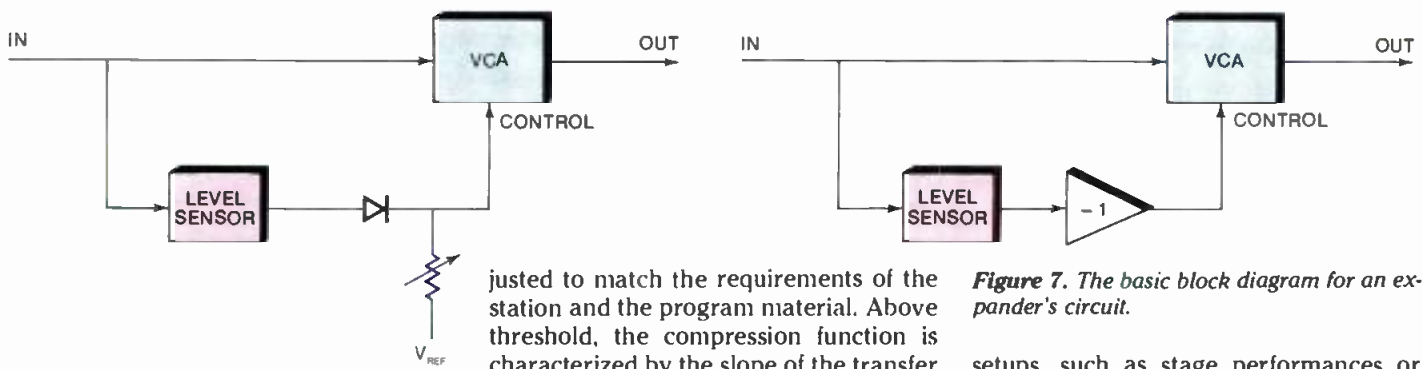 IN
VCA
OUT
CONTROL
LEVEL
SENSOR
V_REF
IN
VCA
OUT
CONTROL
LEVEL
SENSOR
- 1
justed to match the requirements of the
station and the program material. Above
threshold, the compression function is
characterized by the slope of the transfer
Figure 7. The basic block diagram for an ex-
pander's circuit.
setups, such as stage performances or